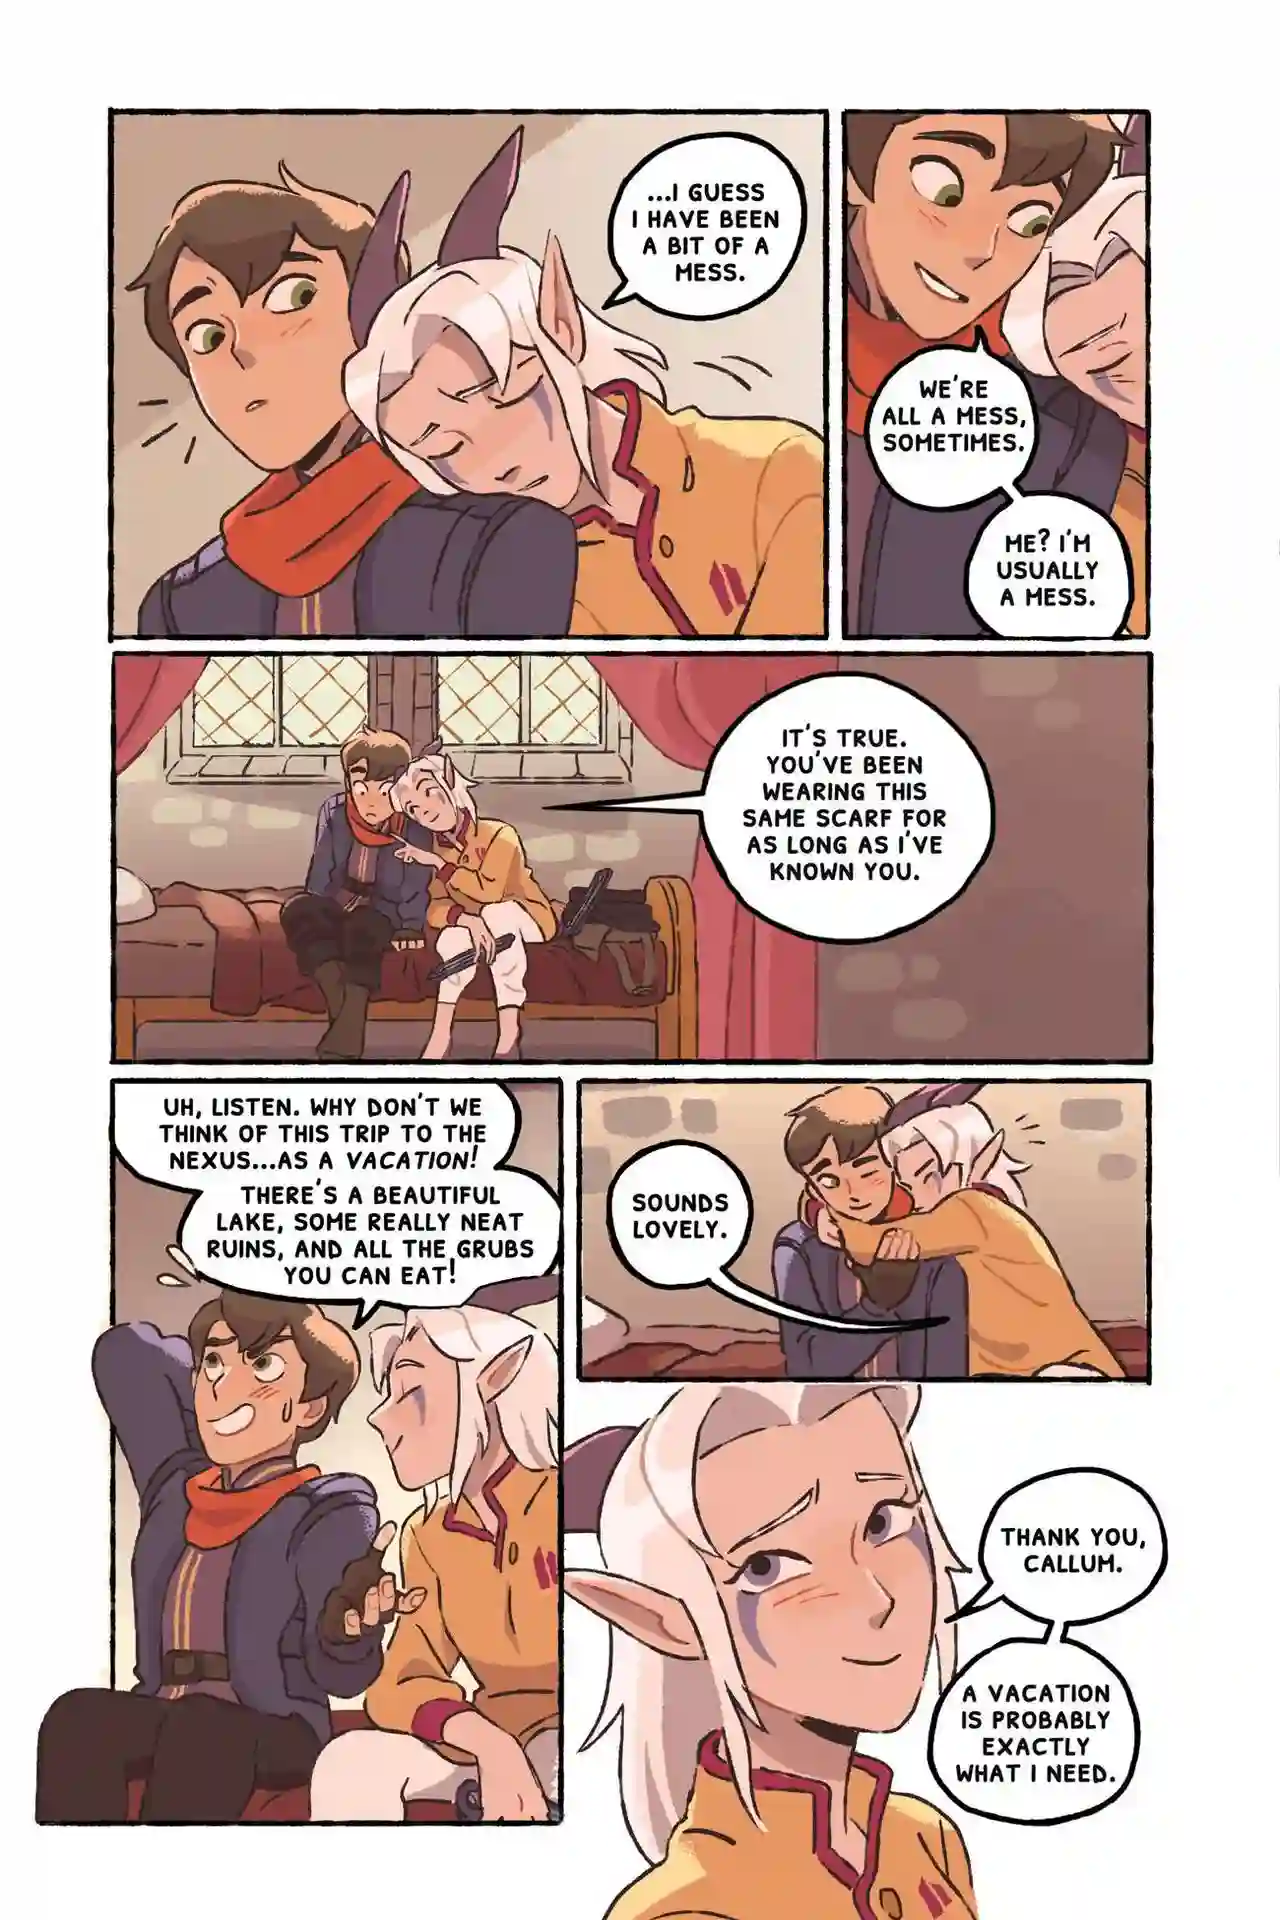 ...I GUESS
I HAVE BEEN
A BIT OF A
MESS.
WE'RE
ALL A MESS,
SOMETIMES.
ME? I'M
USUALLY
A MESS.
IT'S TRUE.
YOU'VE BEEN
WEARING THIS
SAME SCARF FOR
AS LONG AS I'VE
KNOWN YOU.
UH, LISTEN. WHY DON'T WE
THINK OF THIS TRIP TO THE
NEXUS...AS A VACATION!
THERE'S A BEAUTIFUL
LAKE, SOME REALLY NEAT
RUINS, AND ALL THE GRUBS
YOU CAN EAT!
SOUNDS
LOVELY.
THANK YOU,
CALLUM.
A VACATION
IS PROBABLY
EXACTLY
WHAT I NEED.